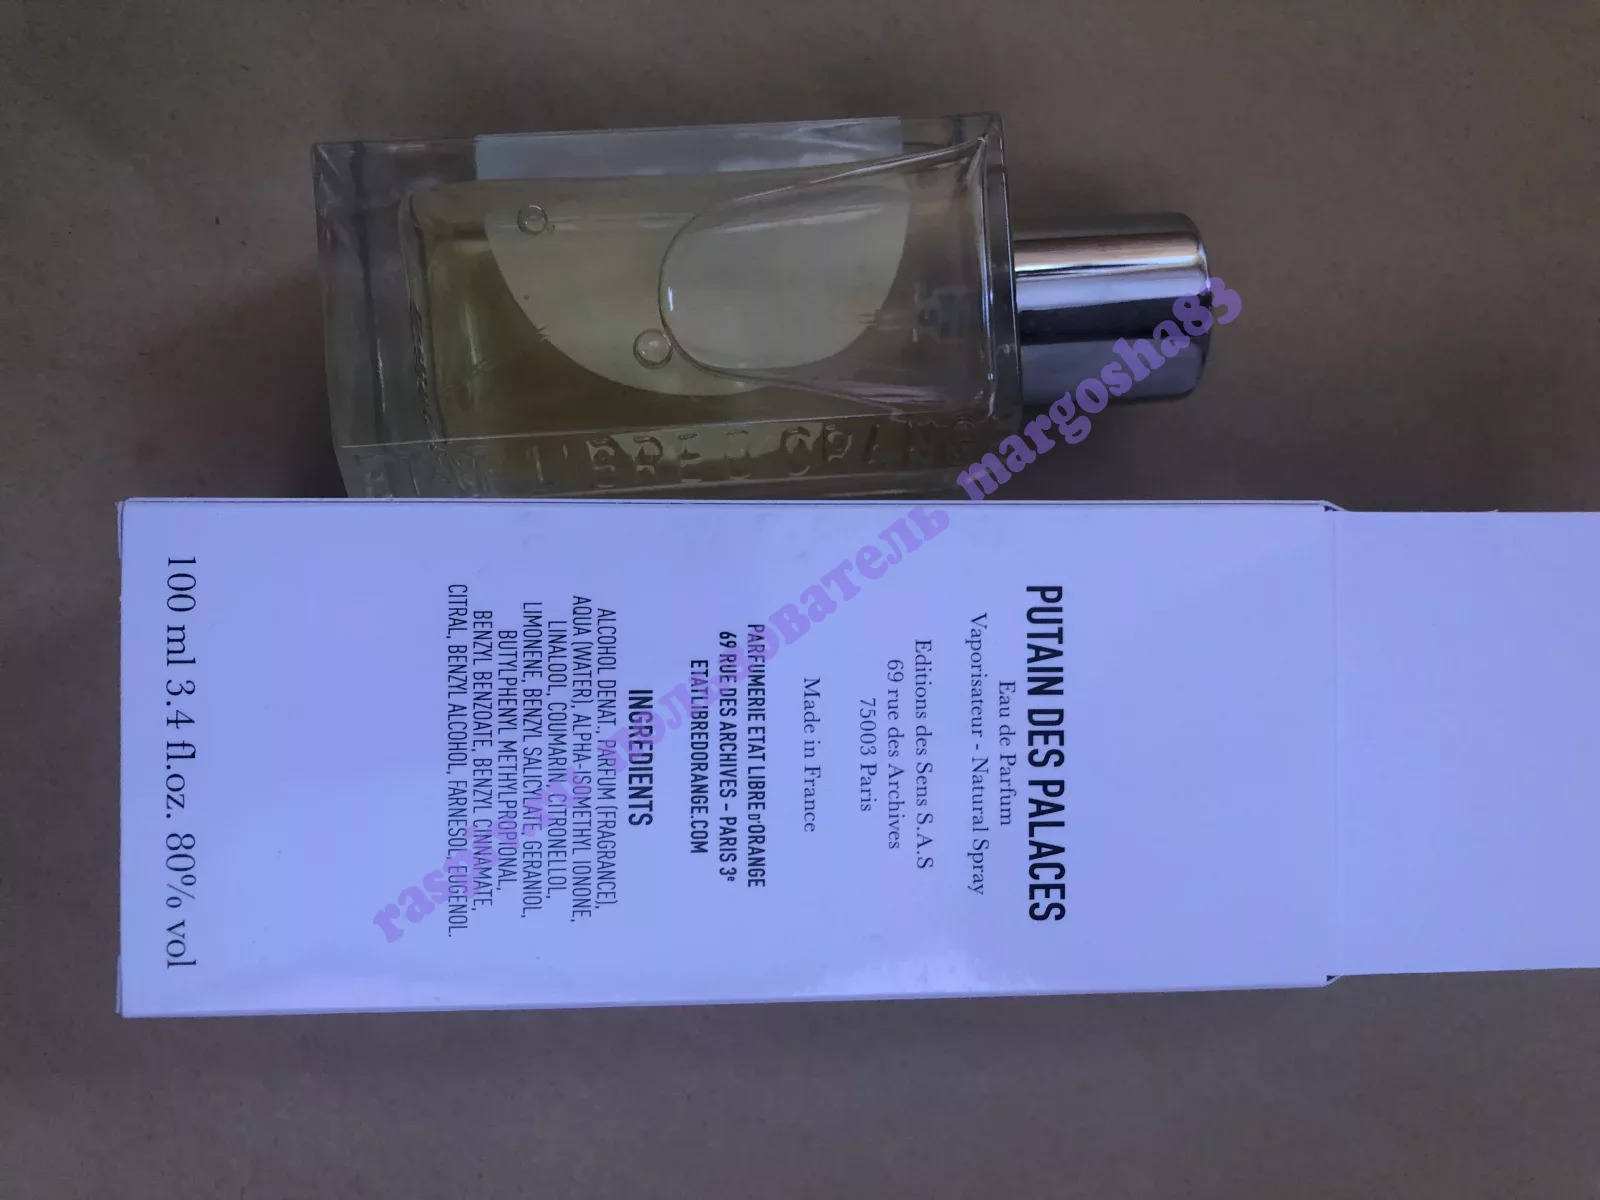 PUTAIN DES PALACES
Eau de Parfum
Vaporisateur - Natural Spray
Editions des Sens S.A.S
69 rue des Archives
75003 Paris
Made in France
PARFUMERIE ETAT LIBRE D'ORANGE
69 RUE DES ARCHIVES – PARIS 3e
ETATLIBREDORANGE.COM
INGREDIENTS
ALCOHOL DENAT., PARFUM (FRAGRANCE),
AQUA (WATER), ALPHA-ISOMETHYL IONONE,
LINALOOL, COUMARIN, CITRONELLOL,
LIMONENE, BENZYL SALICYLATE, GERANIOL,
BUTYLPHENYL METHYLPROPIONAL,
BENZYL BENZOATE, BENZYL CINNAMATE,
CITRAL, BENZYL ALCOHOL, FARNESOL, EUGENOL.
100 ml 3.4 fl.oz. 80% vol
пользователь margosha83